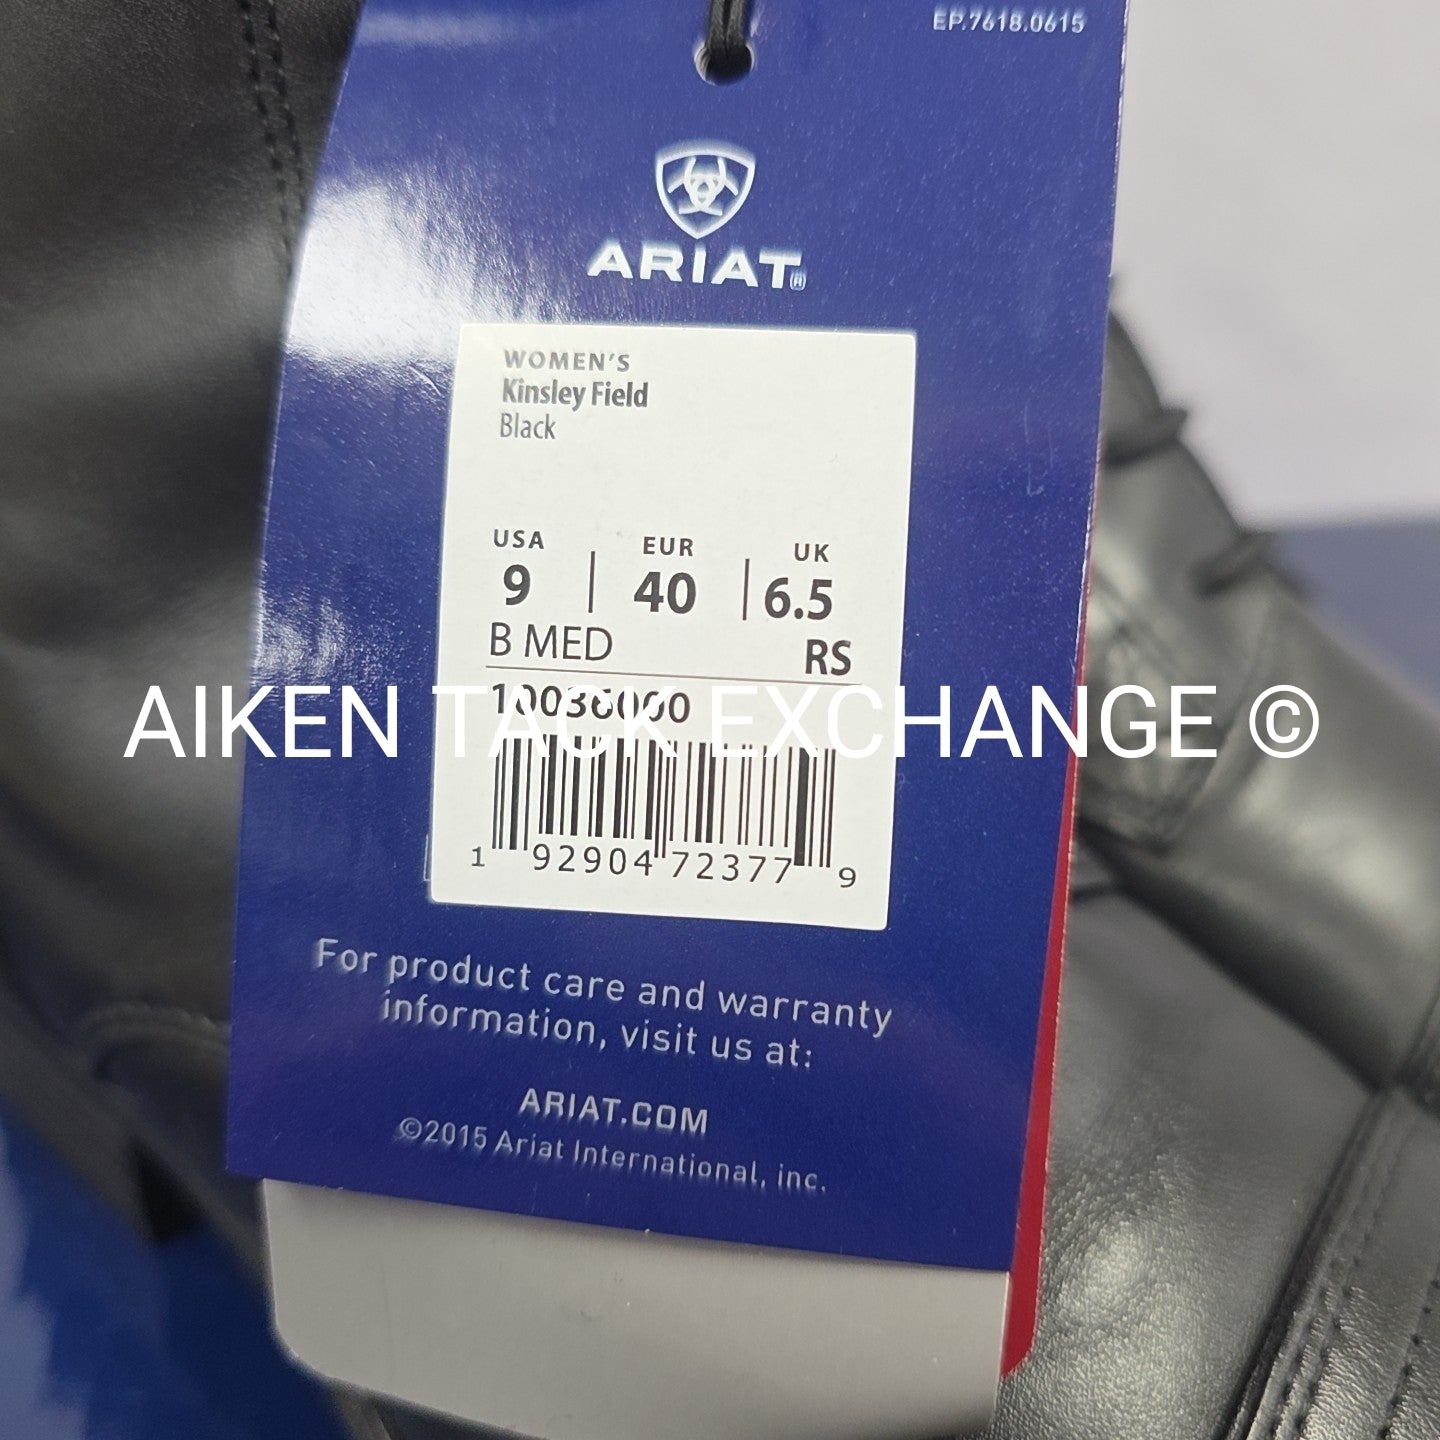 EP.7618.0615
ARIAT®
WOMEN'S
Kinsley Field
Black
USA | EUR | UK
9 | 40 | 6.5
B MED RS
10036000
AIKEN TACK EXCHANGE ©
1 92904 72377 9
For product care and warranty
information, visit us at:
ARIAT.COM
©2015 Ariat International, inc.